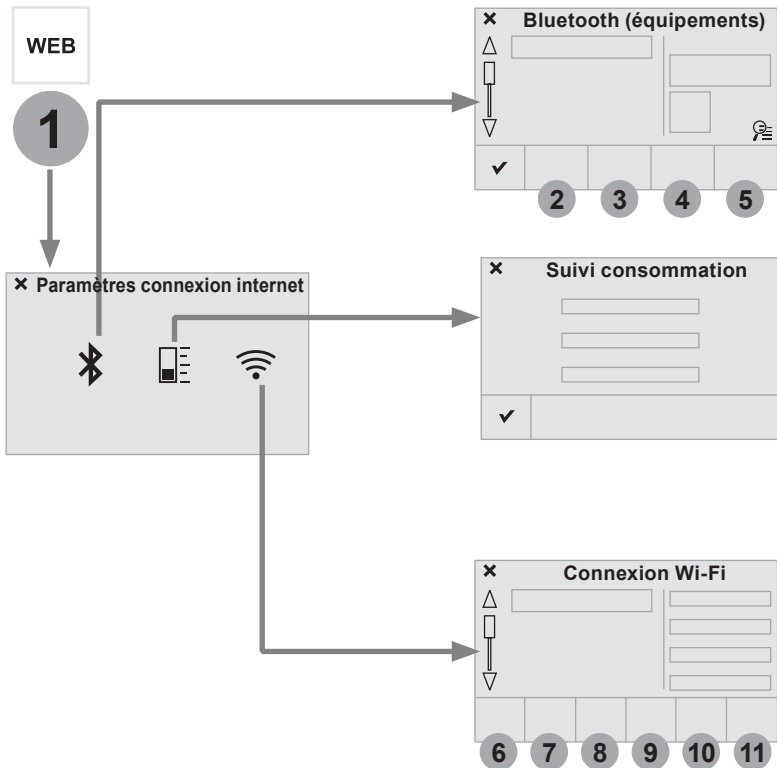 WEB
1
Bluetooth (équipements)
2 3 4 5
Paramètres connexion internet
Suivi consommation
Connexion Wi-Fi
6 7 8 9 10 11